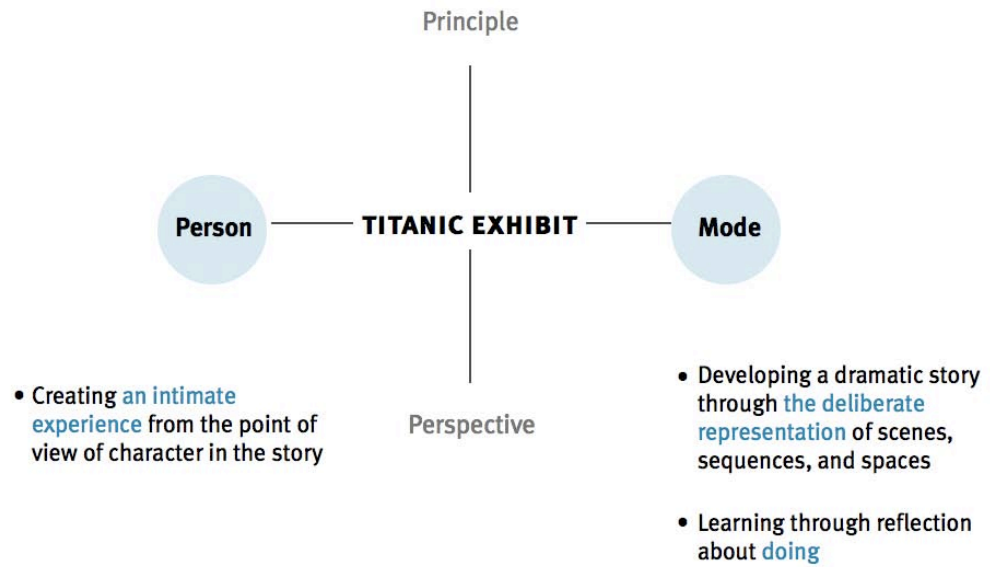 Principle
Person
TITANIC EXHIBIT
Mode
Perspective
• Creating an intimate
experience from the point of
view of character in the story
• Developing a dramatic story
through the deliberate
representation of scenes,
sequences, and spaces
• Learning through reflection
about doing